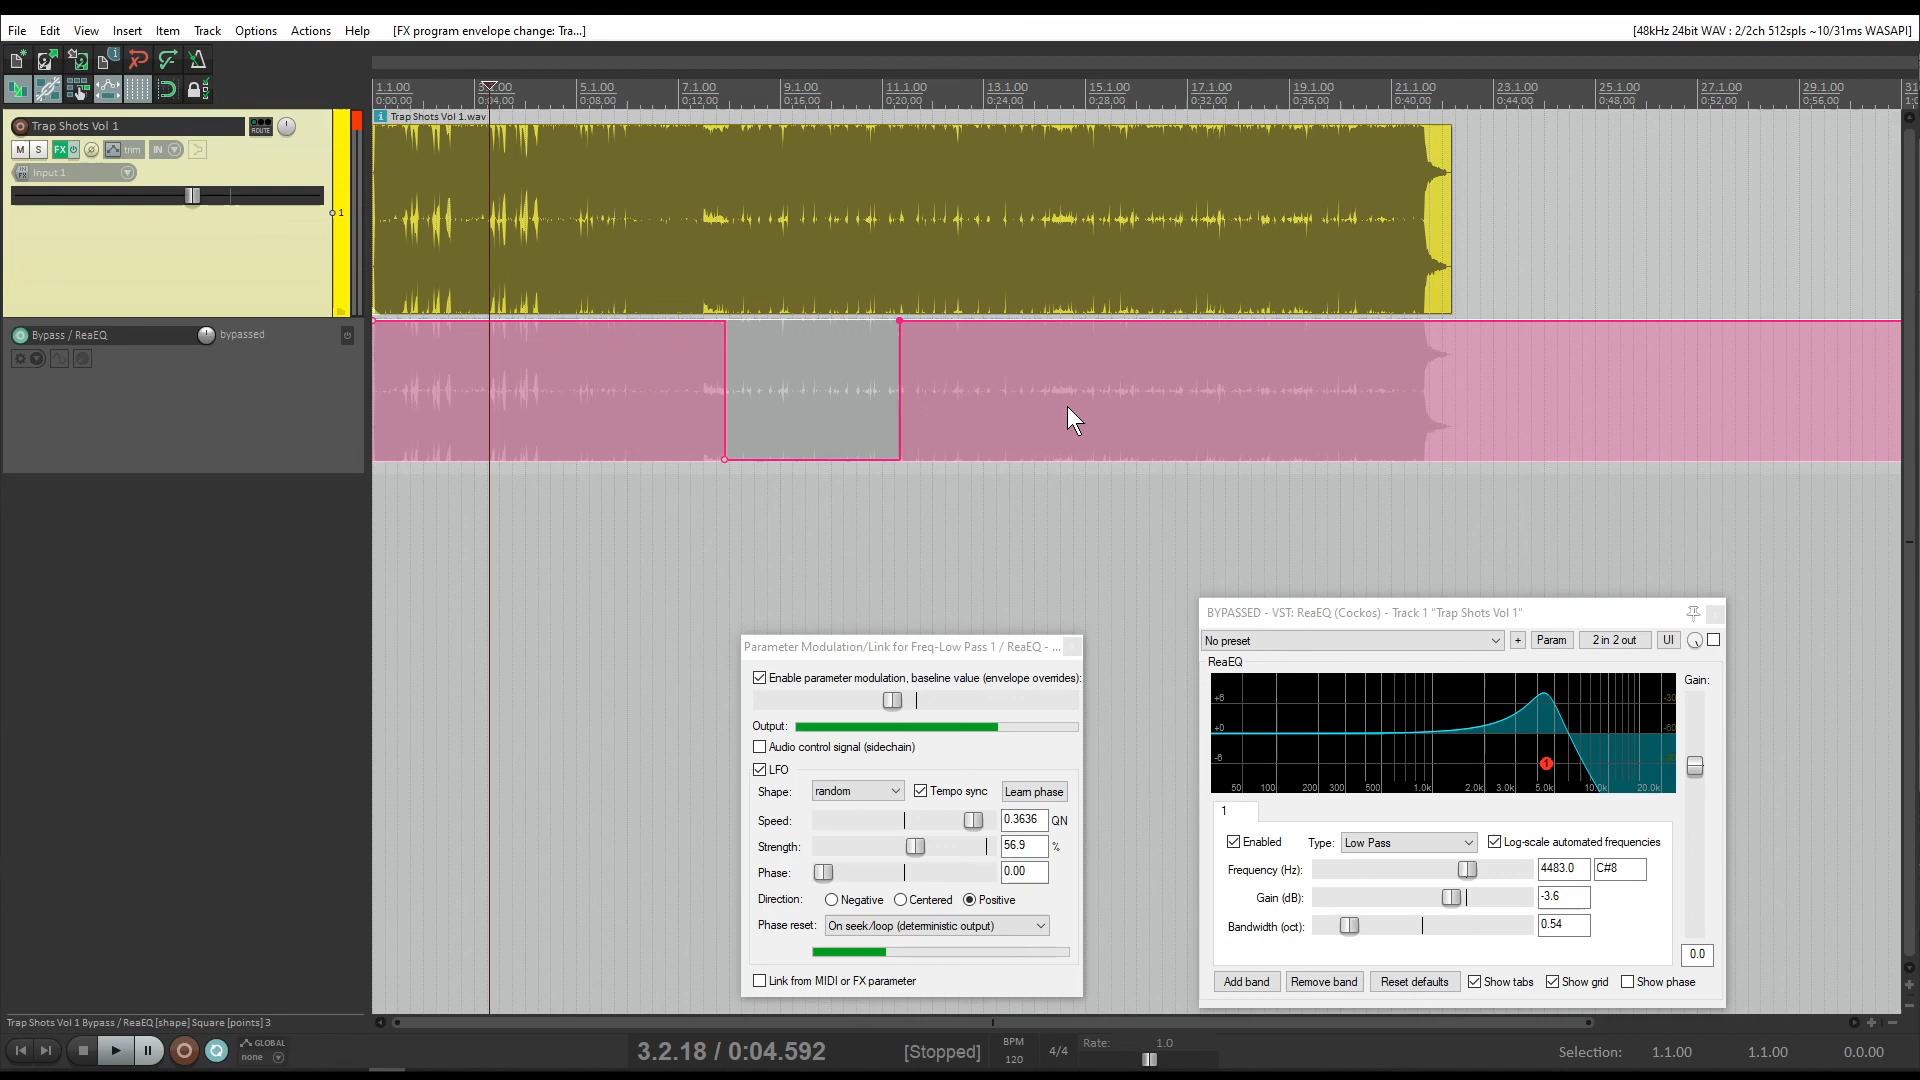 File Edit View Insert Item Track Options Actions Help [FX program envelope change: Tra...] [48kHz 24bit WAV : 2/2ch 512spls ~10/31ms WASAPI]
1.1.00 5.1.00 7.1.00 9.1.00 11.1.00 13.1.00 15.1.00 17.1.00 19.1.00 21.1.00 23.1.00 25.1.00 27.1.00 29.1.00
0:00.00 0:04.00 0:08.00 0:12.00 0:16.00 0:20.00 0:24.00 0:28.00 0:32.00 0:36.00 0:40.00 0:44.00 0:48.00 0:52.00 0:56.00
Trap Shots Vol 1.wav
Trap Shots Vol 1 ROUTE
M S FX trim IN
IN FX Input 1
1
Bypass / ReaEQ bypassed
Parameter Modulation/Link for Freq-Low Pass 1 / ReaEQ - ...
Enable parameter modulation, baseline value (envelope overrides):
Output:
Audio control signal (sidechain)
LFO
Shape: random Tempo sync Learn phase
Speed: 0.3636 QN
Strength: 56.9 %
Phase: 0.00
Direction: Negative Centered Positive
Phase reset: On seek/loop (deterministic output)
Link from MIDI or FX parameter
BYPASSED - VST: ReaEQ (Cockos) - Track 1 "Trap Shots Vol 1"
No preset + Param 2 in 2 out UI
ReaEQ
Gain:
+6 -30
+0 -60
-6
1
50 100 200 300 500 1.0k 2.0k 3.0k 5.0k 10.0k 20.0k
1
Enabled Type: Low Pass Log-scale automated frequencies
Frequency (Hz): 4483.0 C#8
Gain (dB): -3.6
Bandwidth (oct): 0.54
0.0
Add band Remove band Reset defaults Show tabs Show grid Show phase
Trap Shots Vol 1 Bypass / ReaEQ [shape] Square [points] 3
GLOBAL
none
3.2.18 / 0:04.592 [Stopped]
BPM
120
4/4
Rate: 1.0
Selection: 1.1.00 1.1.00 0.0.00